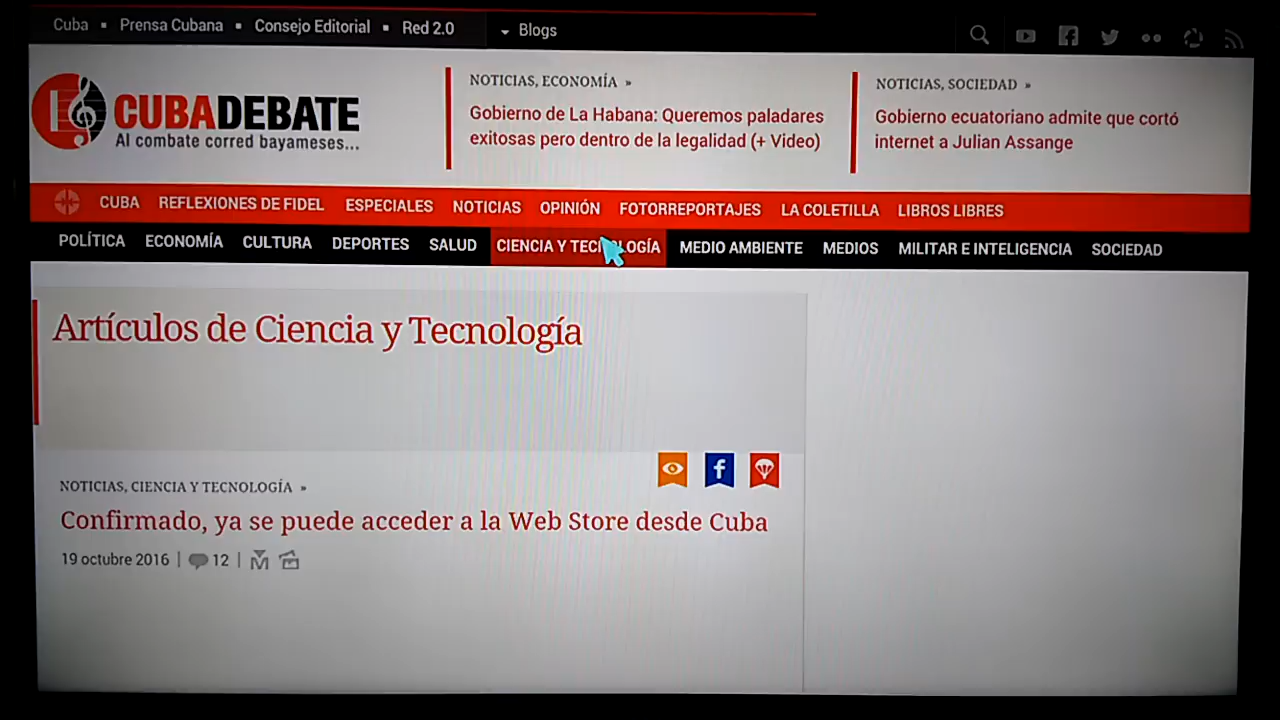 Cuba ▪ Prensa Cubana ▪ Consejo Editorial ▪ Red 2.0 Blogs
CUBADEBATE
Al combate corred bayameses...
NOTICIAS, ECONOMÍA »
Gobierno de La Habana: Queremos paladares
exitosas pero dentro de la legalidad (+ Video)
NOTICIAS, SOCIEDAD »
Gobierno ecuatoriano admite que cortó
internet a Julian Assange
CUBA REFLEXIONES DE FIDEL ESPECIALES NOTICIAS OPINIÓN FOTORREPORTAJES LA COLETILLA LIBROS LIBRES
POLÍTICA ECONOMÍA CULTURA DEPORTES SALUD CIENCIA Y TECNOLOGÍA MEDIO AMBIENTE MEDIOS MILITAR E INTELIGENCIA SOCIEDAD
Artículos de Ciencia y Tecnología
NOTICIAS, CIENCIA Y TECNOLOGÍA »
Confirmado, ya se puede acceder a la Web Store desde Cuba
19 octubre 2016 | 12 |